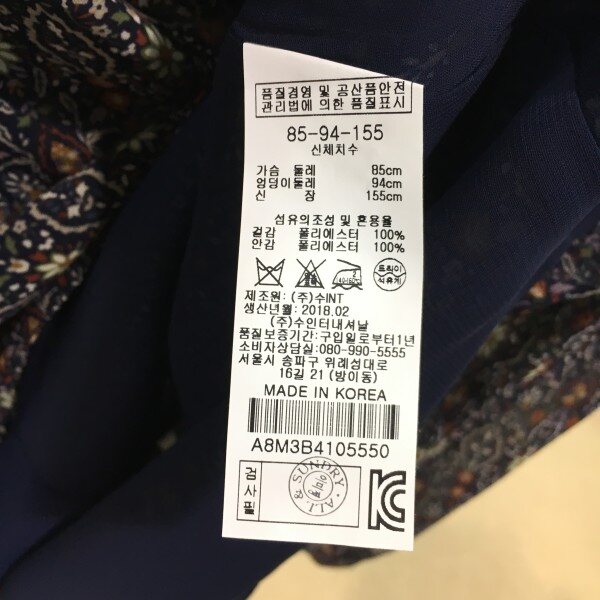 품질경영 및 공산품안전
관리법에 의한 품질표시
85-94-155
신체치수
가슴 둘레 85cm
엉덩이둘레 94cm
신 장 155cm
섬유의조성 및 혼용율
겉감 폴리에스터 100%
안감 폴리에스터 100%
드라이
석유계
제조원: (주)수INT
생산년월: 2018.02
(주)수인터내셔날
품질보증기간:구입일로부터1년
소비자상담실:080-990-5555
서울시 송파구 위례성대로
16길 21 (방이동)
MADE IN KOREA
A8M3B4105550
검사필
ALL & SUNDRY
KC